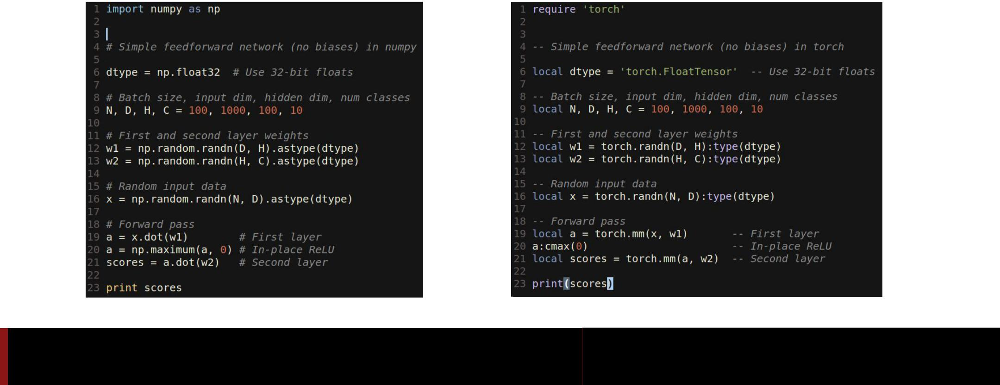 1 import numpy as np
2
3
4 # Simple feedforward network (no biases) in numpy
5
6 dtype = np.float32  # Use 32-bit floats
7
8 # Batch size, input dim, hidden dim, num classes
9 N, D, H, C = 100, 1000, 100, 10
10
11 # First and second layer weights
12 w1 = np.random.randn(D, H).astype(dtype)
13 w2 = np.random.randn(H, C).astype(dtype)
14
15 # Random input data
16 x = np.random.randn(N, D).astype(dtype)
17
18 # Forward pass
19 a = x.dot(w1)        # First layer
20 a = np.maximum(a, 0) # In-place ReLU
21 scores = a.dot(w2)   # Second layer
22
23 print scores
1 require 'torch'
2
3
4 -- Simple feedforward network (no biases) in torch
5
6 local dtype = 'torch.FloatTensor'  -- Use 32-bit floats
7
8 -- Batch size, input dim, hidden dim, num classes
9 local N, D, H, C = 100, 1000, 100, 10
10
11 -- First and second layer weights
12 local w1 = torch.randn(D, H):type(dtype)
13 local w2 = torch.randn(H, C):type(dtype)
14
15 -- Random input data
16 local x = torch.randn(N, D):type(dtype)
17
18 -- Forward pass
19 local a = torch.mm(x, w1)       -- First layer
20 a:cmax(0)                       -- In-place ReLU
21 local scores = torch.mm(a, w2)  -- Second layer
22
23 print(scores)